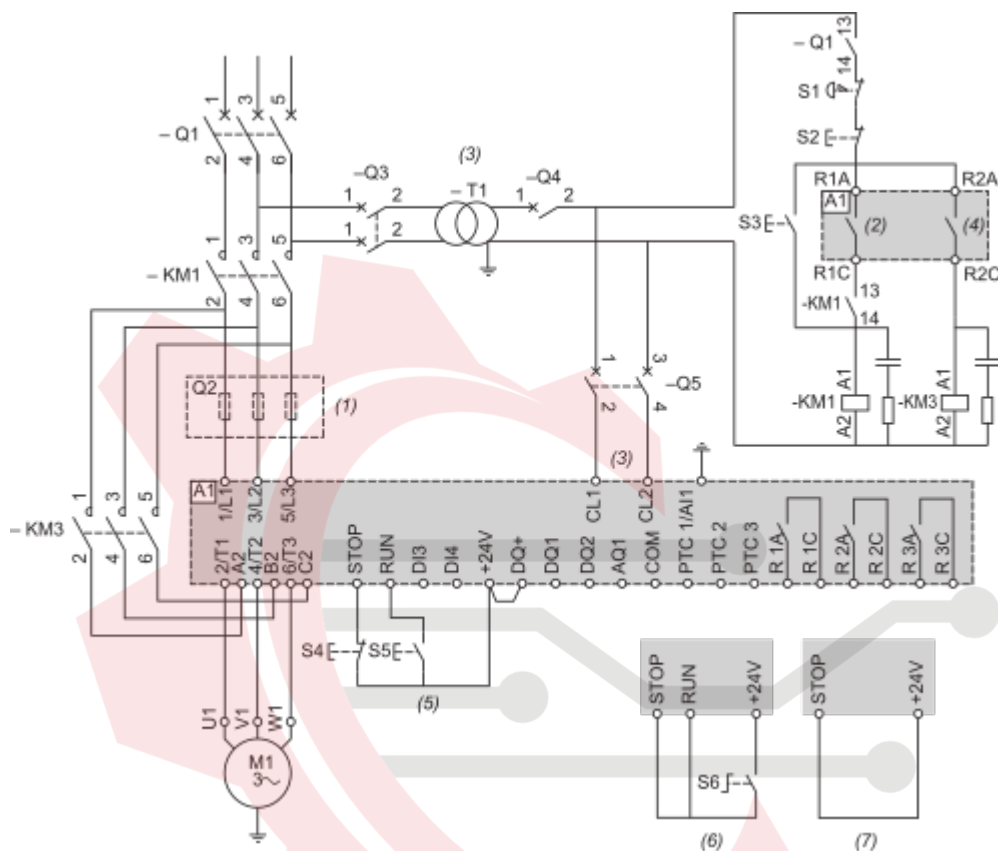 – Q1
1
3
5
2
4
6
–Q3
1
2
1
2
(3)
– T1
–Q4
1
2
13
– Q1
14
S1
S2
R1A
R2A
A1
S3
(2)
(4)
R1C
R2C
13
-KM1
14
A1
A1
-KM1
-KM3
A2
A2
– KM1
1
3
5
2
4
6
Q2
(1)
1
3
–Q5
2
4
(3)
– KM3
1
3
5
2
4
6
A1
1/L1
3/L2
5/L3
CL1
CL2
2/T1
A2
4/T2
B2
6/T3
C2
STOP
RUN
DI3
DI4
+24V
DQ+
DQ1
DQ2
AQ1
COM
PTC 1/AI1
PTC 2
PTC 3
R 1A
R 1C
R 2A
R 2C
R 3A
R 3C
S4
S5
(5)
U1
V1
W1
M1
3~
STOP
RUN
+24V
S6
(6)
STOP
+24V
(7)